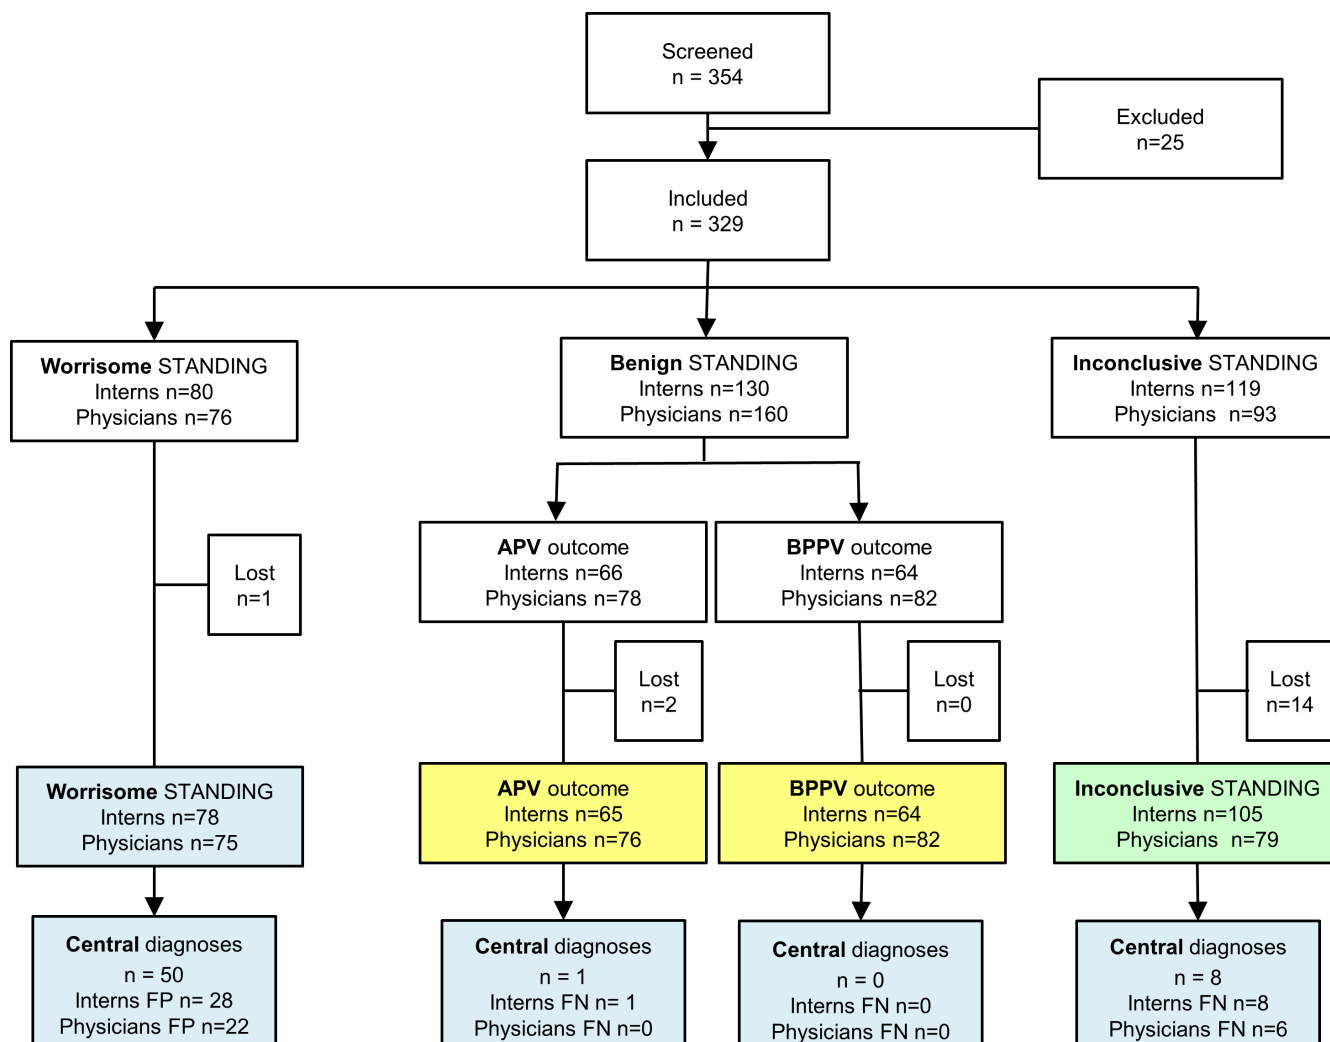 Screened
n = 354
Excluded
n=25
Included
n = 329
Worrisome STANDING
Interns n=80
Physicians n=76
Benign STANDING
Interns n=130
Physicians n=160
Inconclusive STANDING
Interns n=119
Physicians n=93
APV outcome
Interns n=66
Physicians n=78
BPPV outcome
Interns n=64
Physicians n=82
Lost
n=1
Lost
n=2
Lost
n=0
Lost
n=14
Worrisome STANDING
Interns n=78
Physicians n=75
APV outcome
Interns n=65
Physicians n=76
BPPV outcome
Interns n=64
Physicians n=82
Inconclusive STANDING
Interns n=105
Physicians n=79
Central diagnoses
n = 50
Interns FP n= 28
Physicians FP n=22
Central diagnoses
n = 1
Interns FN n= 1
Physicians FN n=0
Central diagnoses
n = 0
Interns FN n=0
Physicians FN n=0
Central diagnoses
n = 8
Interns FN n=8
Physicians FN n=6